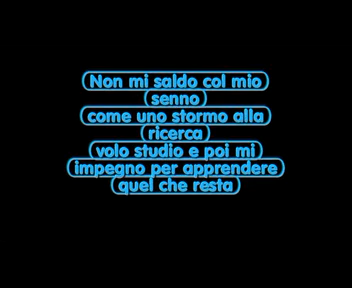 Non mi saldo col mio
senno
come uno stormo alla
ricerca
volo studio e poi mi
impegno per apprendere
quel che resta